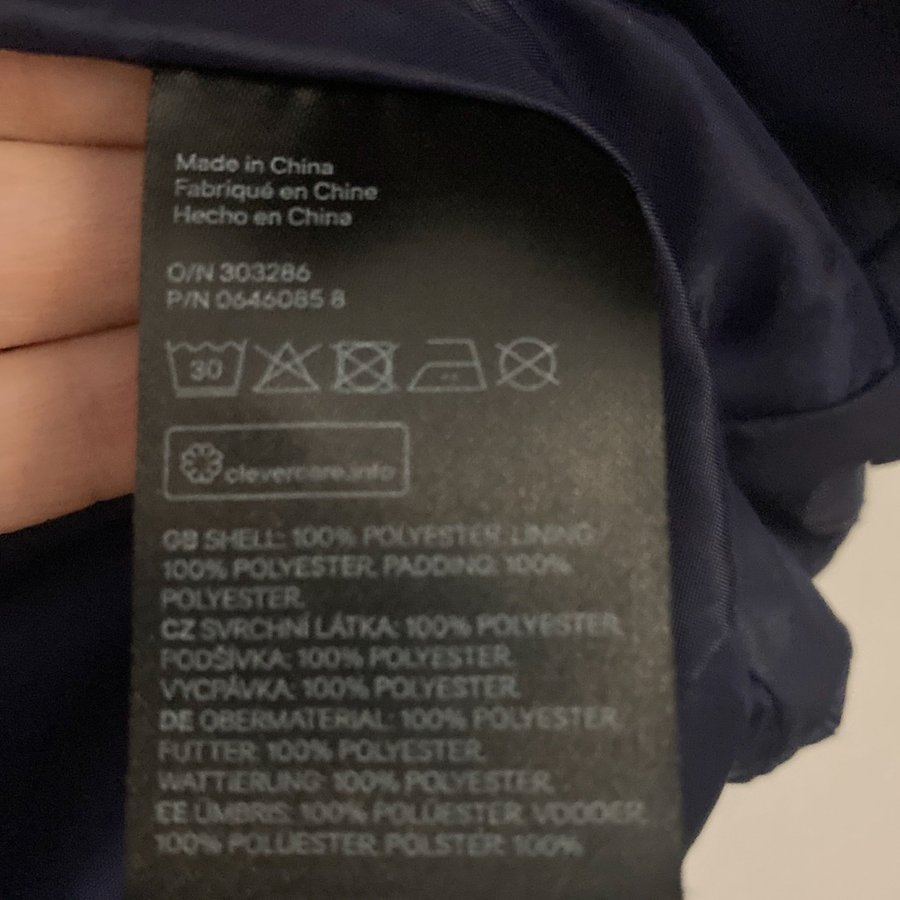 Made in China
Fabriqué en Chine
Hecho en China
O/N 303286
P/N 0646085 8
30
clevercare.info
GB SHELL: 100% POLYESTER. LINING:
100% POLYESTER. PADDING: 100%
POLYESTER.
CZ SVRCHNÍ LÁTKA: 100% POLYESTER.
PODŠÍVKA: 100% POLYESTER.
VYCPÁVKA: 100% POLYESTER.
DE OBERMATERIAL: 100% POLYESTER.
FUTTER: 100% POLYESTER.
WATTIERUNG: 100% POLYESTER.
EE ÜMBRIS: 100% POLÜESTER. VOODER:
100% POLÜESTER. POLSTER: 100%